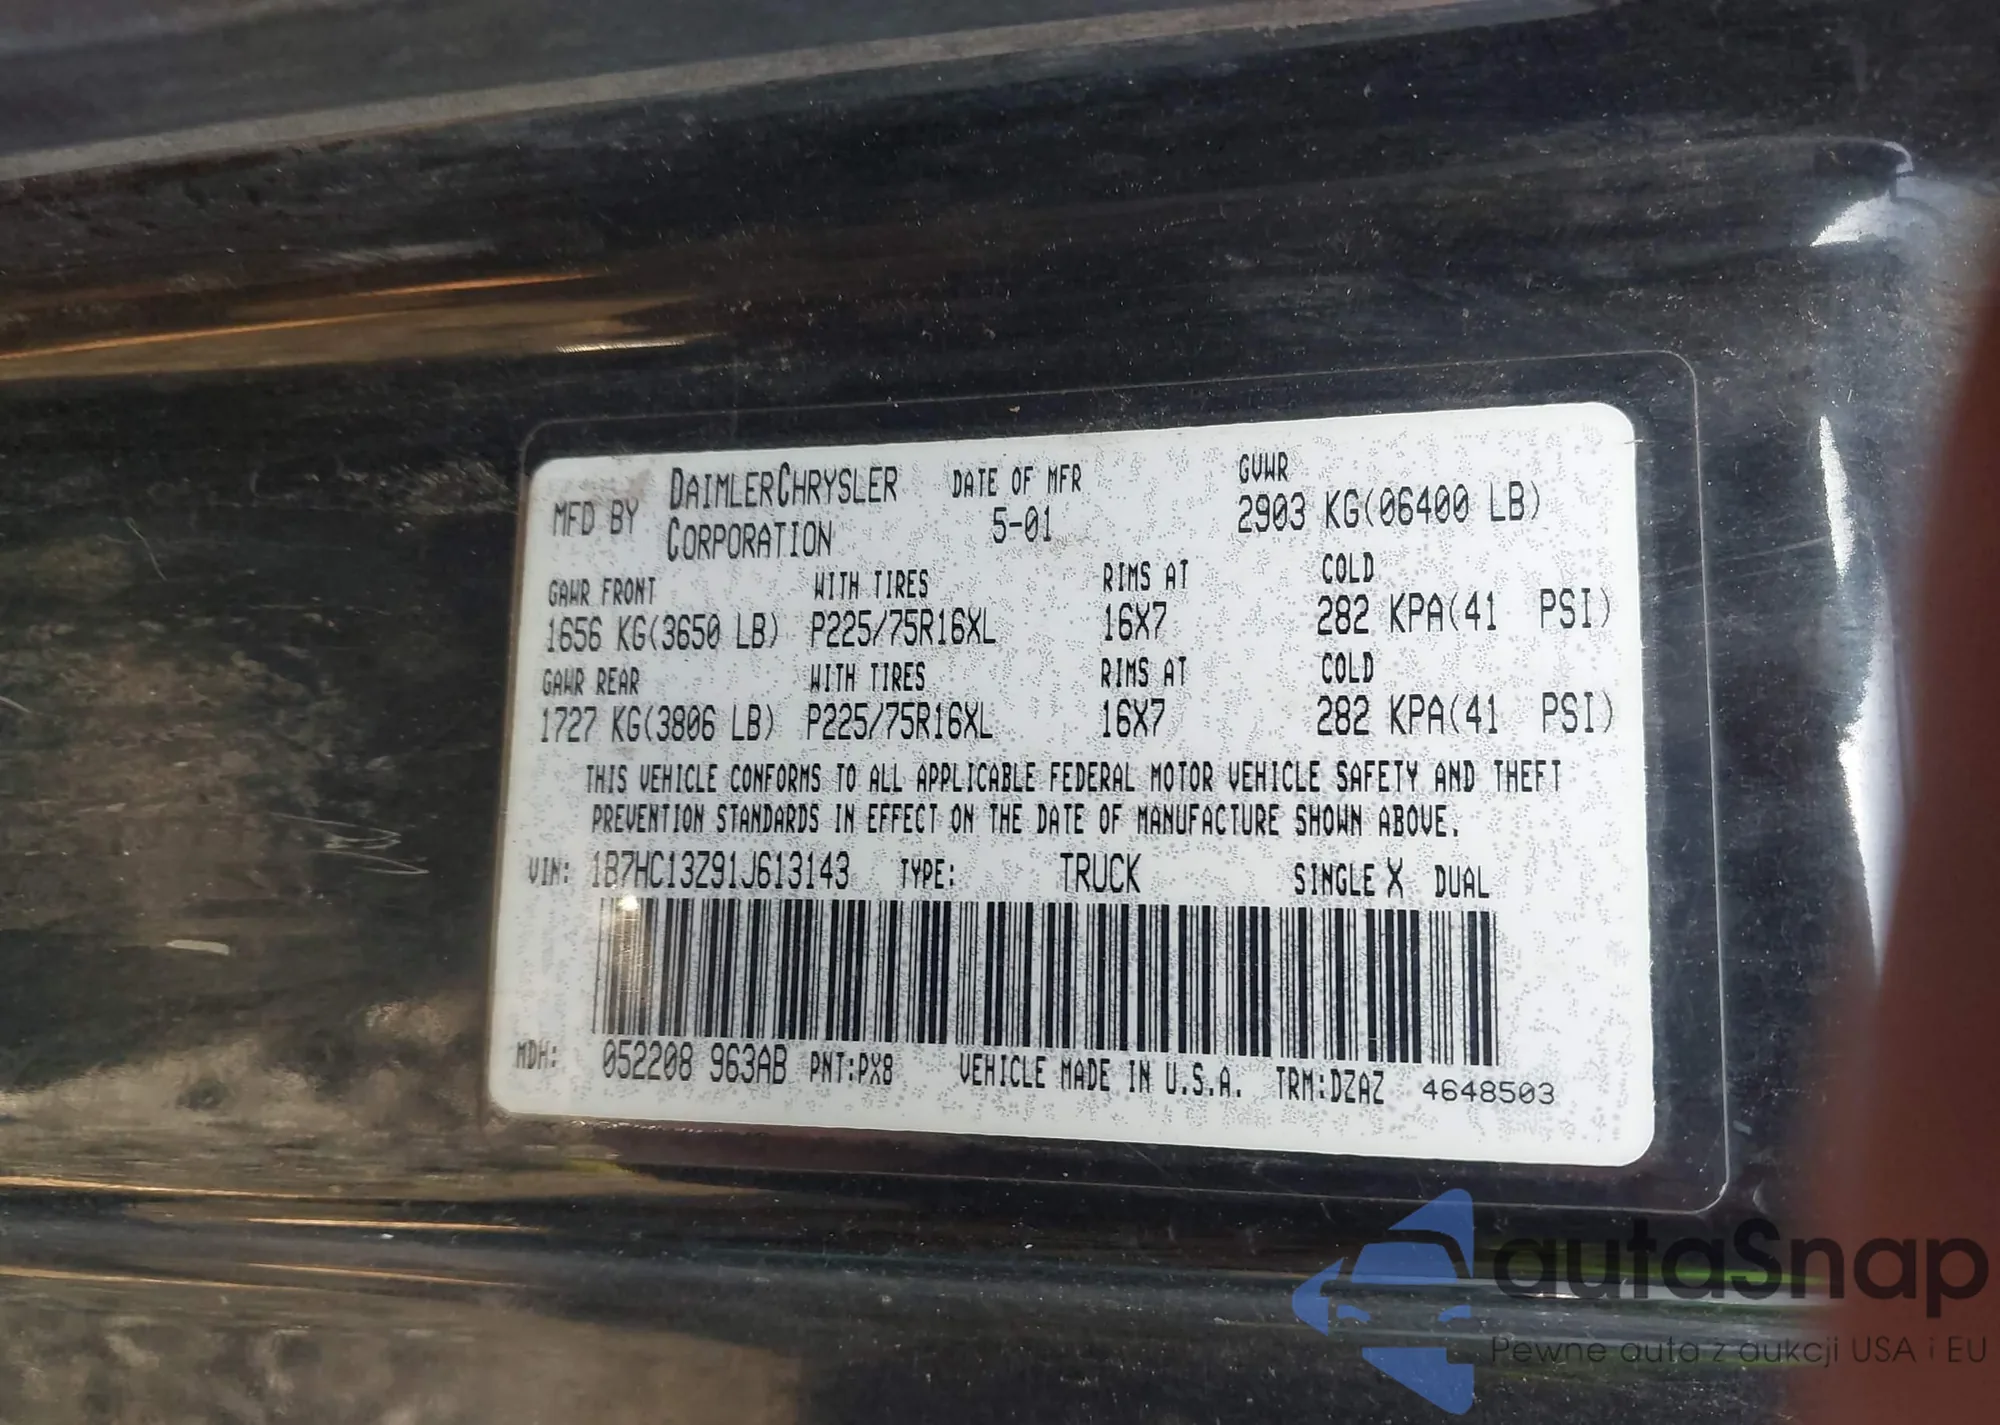 MFD BY DAIMLERCHRYSLER CORPORATION DATE OF MFR 5-01 GVWR 2903 KG(06400 LB)
GAWR FRONT WITH TIRES RIMS AT COLD
1656 KG(3650 LB) P225/75R16XL 16X7 282 KPA(41 PSI)
GAWR REAR WITH TIRES RIMS AT COLD
1727 KG(3806 LB) P225/75R16XL 16X7 282 KPA(41 PSI)
THIS VEHICLE CONFORMS TO ALL APPLICABLE FEDERAL MOTOR VEHICLE SAFETY AND THEFT
PREVENTION STANDARDS IN EFFECT ON THE DATE OF MANUFACTURE SHOWN ABOVE.
VIN: 1B7HC13Z91J613143 TYPE: TRUCK SINGLE X DUAL
MDH: 052208 963AB PNT:PX8 VEHICLE MADE IN U.S.A. TRM:DZAZ 4648503
autaSnap
Pewne auta z aukcji USA i EU